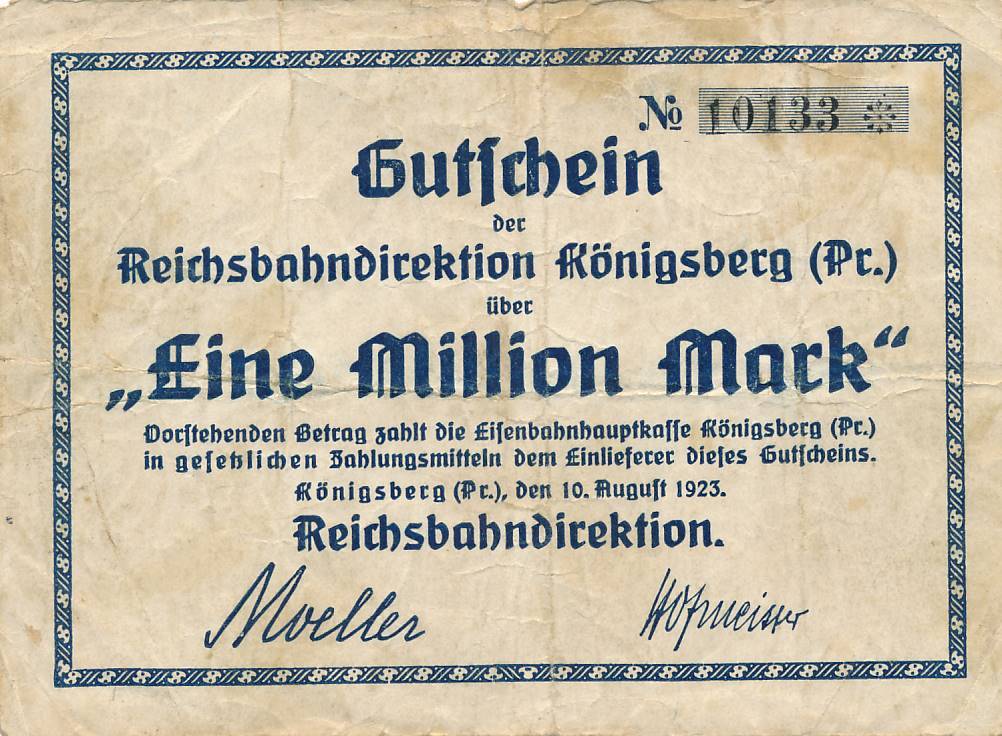 № 10133 *
Gutſchein
der
Reichsbahndirektion Königsberg (Pr.)
über
„Eine Million Mark“
Vorſtehenden Betrag zahlt die Eiſenbahnhauptkaſſe Königsberg (Pr.)
in geſetzlichen Zahlungsmitteln dem Einlieferer dieſes Gutſcheins.
Königsberg (Pr.), den 10. Auguſt 1923.
Reichsbahndirektion.
Moeller Hofmeister